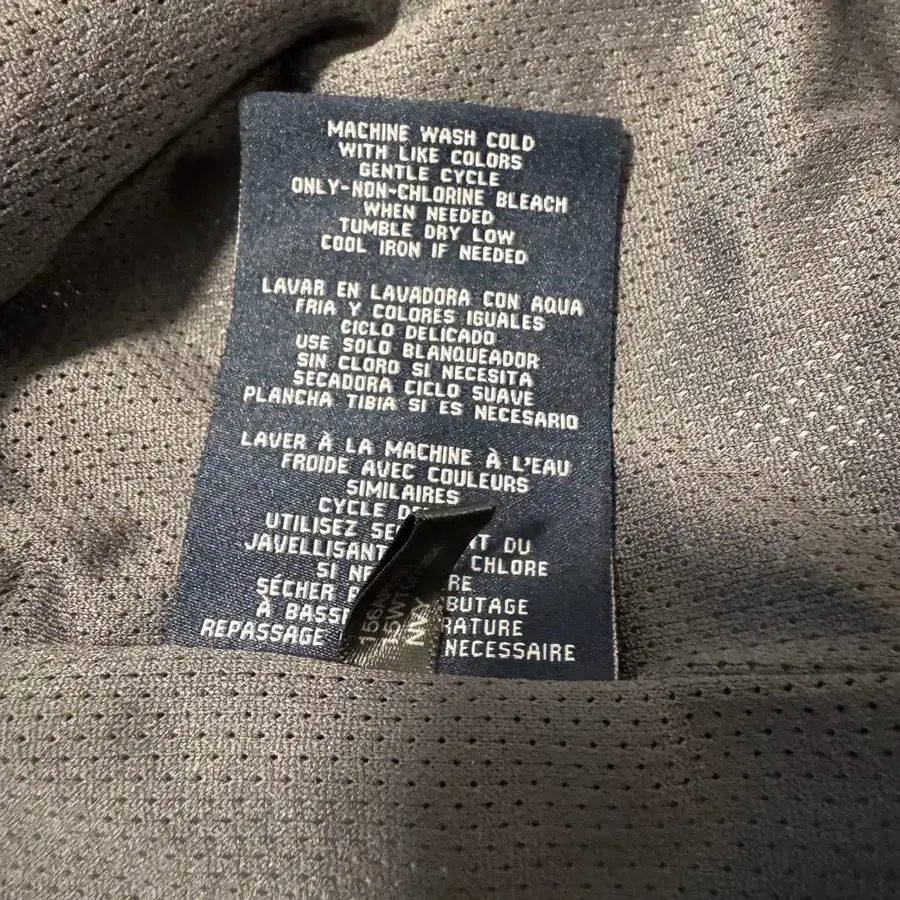 MACHINE WASH COLD
WITH LIKE COLORS
GENTLE CYCLE
ONLY-NON-CHLORINE BLEACH
WHEN NEEDED
TUMBLE DRY LOW
COOL IRON IF NEEDED
LAVAR EN LAVADORA CON AQUA
FRIA Y COLORES IGUALES
CICLO DELICADO
USE SOLO BLANQUEADOR
SIN CLORO SI NECESITA
SECADORA CICLO SUAVE
PLANCHA TIBIA SI ES NECESARIO
LAVER À LA MACHINE À L'EAU
FROIDE AVEC COULEURS
SIMILAIRES
CYCLE
UTILISEZ
JAVELLISANT DU
SI CHLORE
SÉCHER
À
REPASSAGE NECESSAIRE
NVY